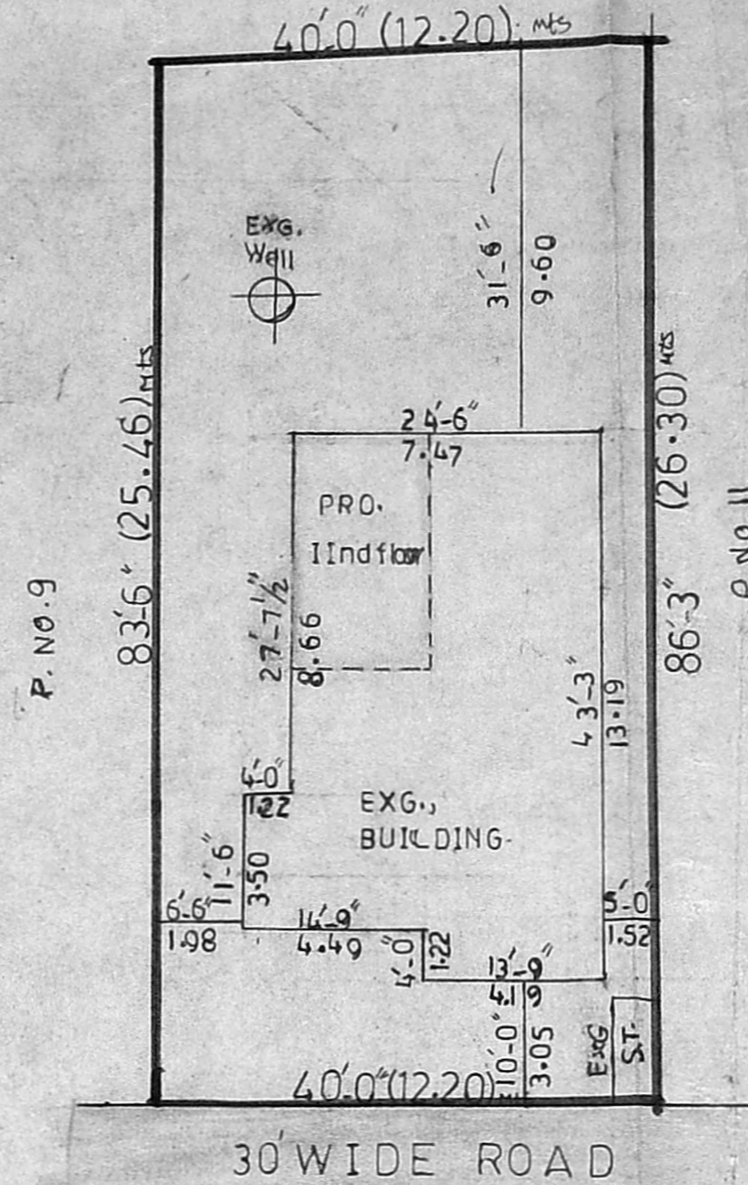 40'-0" (12.20) mts
EXG.
Well
31'-6"
9.60
83'-6" (25.46) mts
86'-3" (26.30) mts
P. NO. 9
P. NO 11
24'-6"
7.47
PRO.
IInd floor
27'-7 1/2"
8.66
43'-3"
13.19
4'-0"
1.22
EXG.,
BUILDING
11'-6"
3.50
6'-6"
1.98
14'-9"
4.49
4'-0"
1.22
13'-9"
4.19
5'-0"
1.52
10'-0"
3.05
EXG
S.T.
40'-0" (12.20)
30' WIDE ROAD